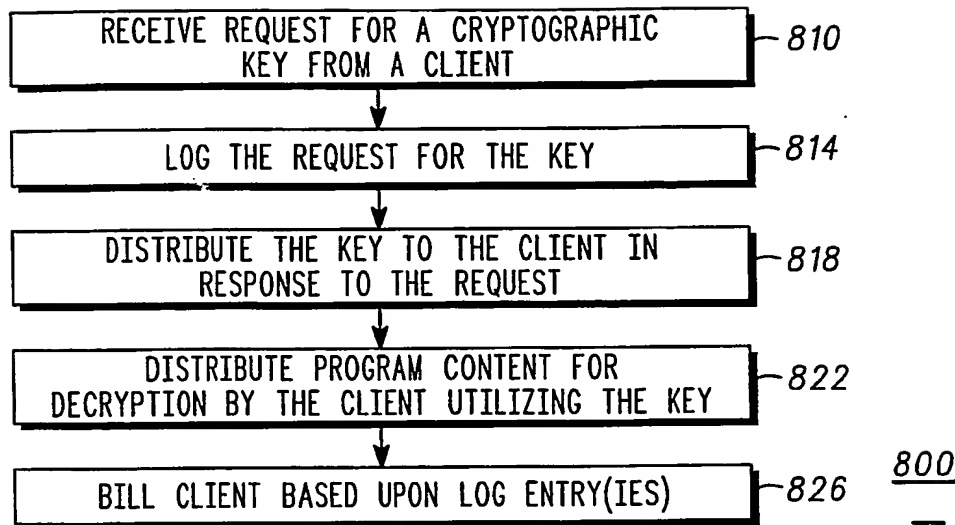 RECEIVE REQUEST FOR A CRYPTOGRAPHIC
KEY FROM A CLIENT
810
LOG THE REQUEST FOR THE KEY
814
DISTRIBUTE THE KEY TO THE CLIENT IN
RESPONSE TO THE REQUEST
818
DISTRIBUTE PROGRAM CONTENT FOR
DECRYPTION BY THE CLIENT UTILIZING THE KEY
822
BILL CLIENT BASED UPON LOG ENTRY(IES)
826
800